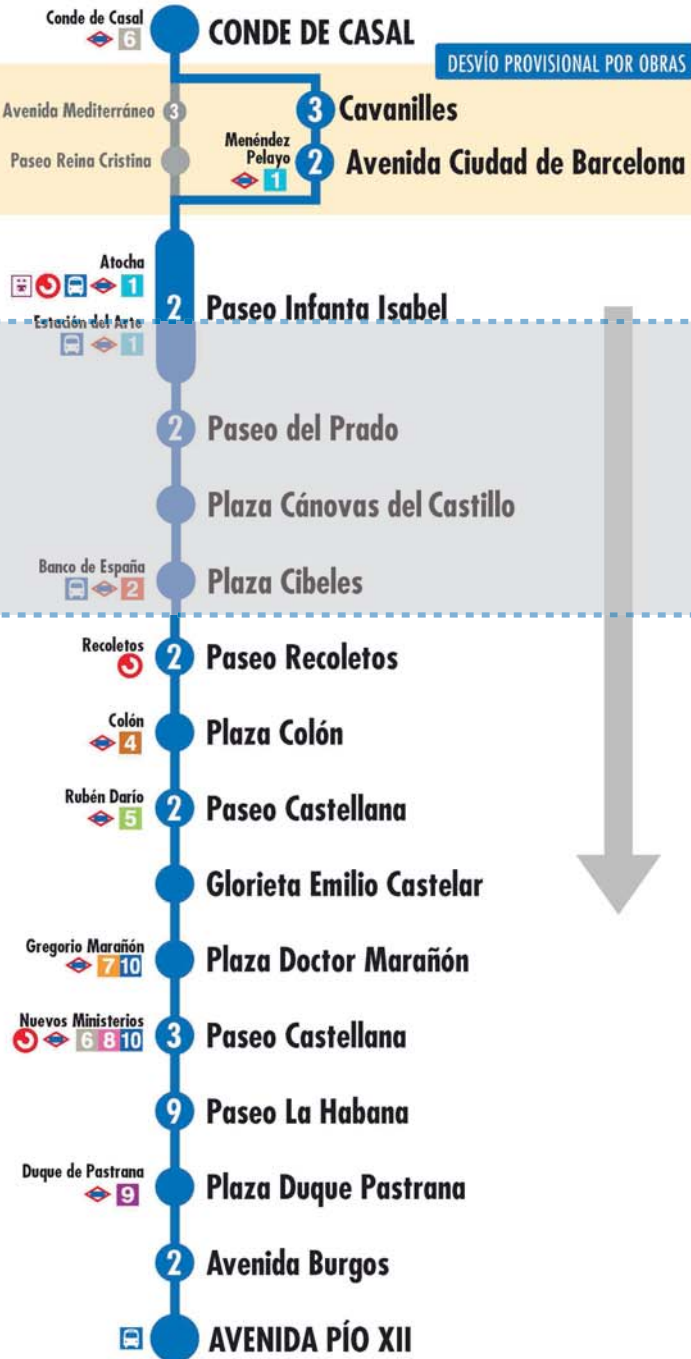 Conde de Casal
6
CONDE DE CASAL
DESVÍO PROVISIONAL POR OBRAS
Avenida Mediterráneo 3
3 Cavanilles
Paseo Reina Cristina
Menéndez
Pelayo
1
2 Avenida Ciudad de Barcelona
Atocha
1
2 Paseo Infanta Isabel
Estación del Arte
1
2 Paseo del Prado
Plaza Cánovas del Castillo
Banco de España
2
Plaza Cibeles
Recoletos
2 Paseo Recoletos
Colón
4
Plaza Colón
Rubén Darío
5
2 Paseo Castellana
Glorieta Emilio Castelar
Gregorio Marañón
7 10
Plaza Doctor Marañón
Nuevos Ministerios
6 8 10
3 Paseo Castellana
9 Paseo La Habana
Duque de Pastrana
9
Plaza Duque Pastrana
2 Avenida Burgos
AVENIDA PÍO XII